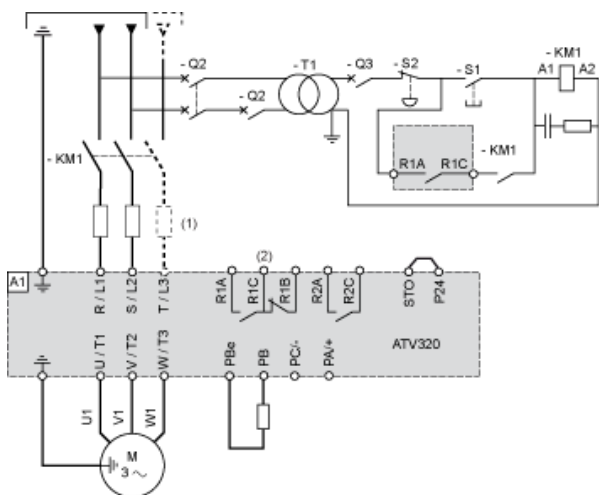 - Q2
- T1
- Q3
- S2
- S1
- KM1
A1
A2
- Q2
- KM1
R1A
R1C
- KM1
(1)
(2)
A1
R / L1
S / L2
T / L3
R1A
R1C
R1B
R2A
R2C
STO
P24
ATV320
U / T1
V / T2
W / T3
PBe
PB
PC/-
PA/+
U1
V1
W1
M
3 ~